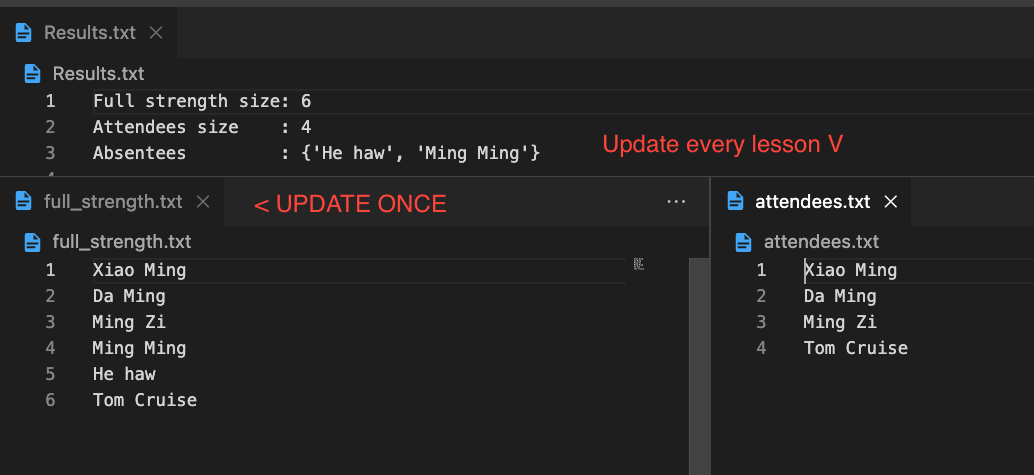 Results.txt
Results.txt
1 Full strength size: 6
2 Attendees size    : 4
3 Absentees         : {'He haw', 'Ming Ming'}
Update every lesson V
full_strength.txt
< UPDATE ONCE
full_strength.txt
1 Xiao Ming
2 Da Ming
3 Ming Zi
4 Ming Ming
5 He haw
6 Tom Cruise
attendees.txt
attendees.txt
1 Xiao Ming
2 Da Ming
3 Ming Zi
4 Tom Cruise